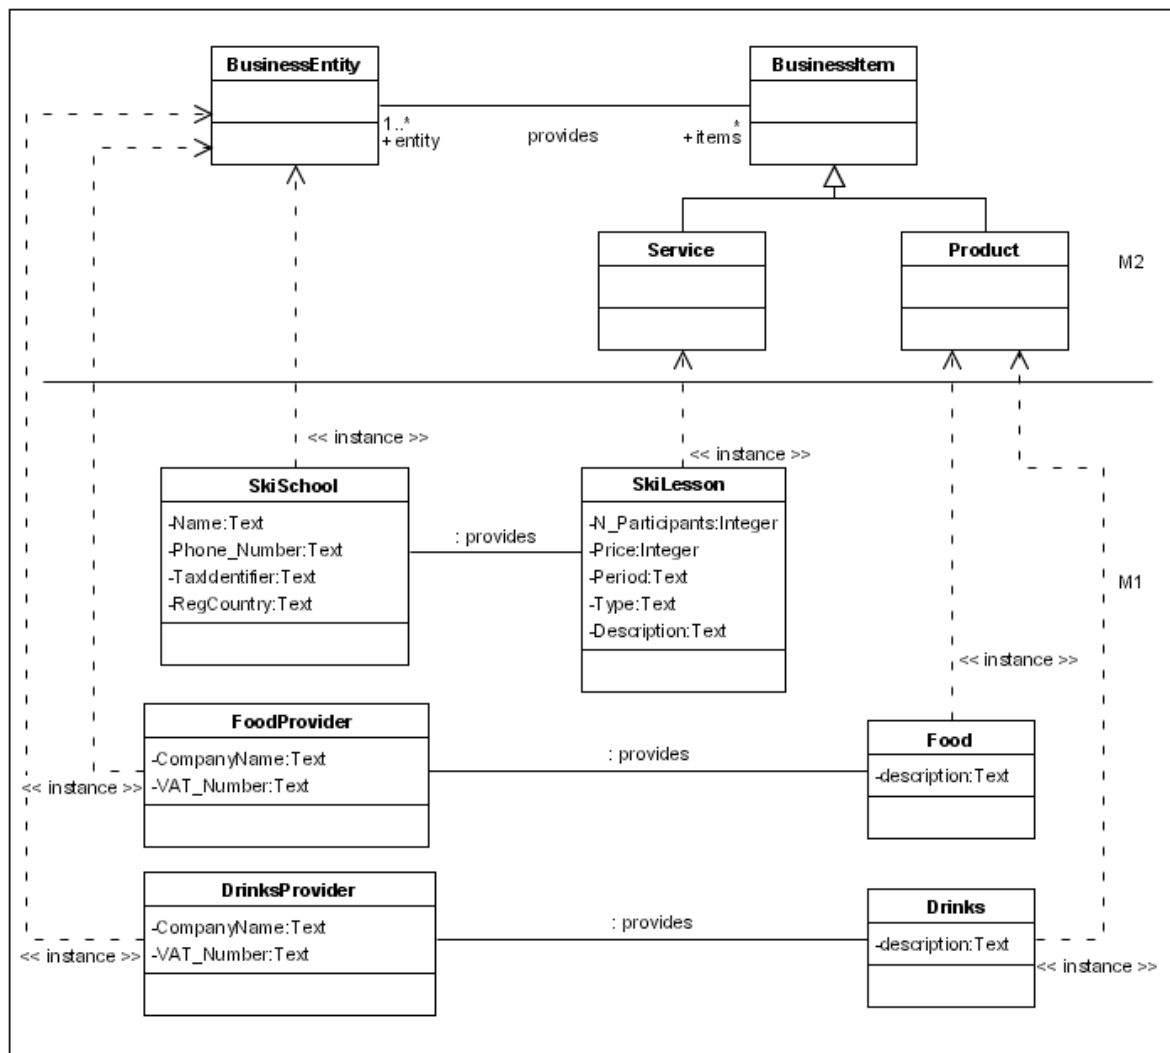 BusinessEntity
BusinessItem
1..*
+entity
provides
*
+items
Service
Product
M2
<< instance >>
<< instance >>
SkiSchool
-Name:Text
-Phone_Number:Text
-TaxIdentifier:Text
-RegCountry:Text
: provides
SkiLesson
-N_Participants:Integer
-Price:Integer
-Period:Text
-Type:Text
-Description:Text
M1
<< instance >>
FoodProvider
-CompanyName:Text
-VAT_Number:Text
<< instance >>
: provides
Food
-description:Text
DrinksProvider
-CompanyName:Text
-VAT_Number:Text
<< instance >>
: provides
Drinks
-description:Text
<< instance >>